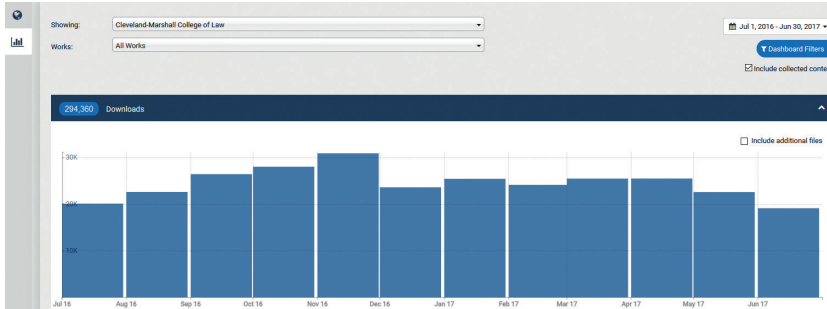 Showing: Cleveland-Marshall College of Law
Jul 1, 2016 - Jun 30, 2017
Works: All Works
Dashboard Filters
Include collected conte
294,360 Downloads
Include additional files
30K
20K
10K
Jul 16 Aug 16 Sep 16 Oct 16 Nov 16 Dec 16 Jan 17 Feb 17 Mar 17 Apr 17 May 17 Jun 17